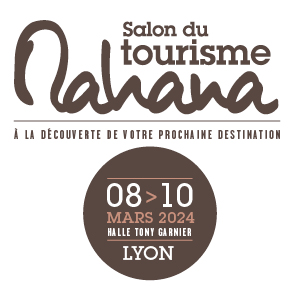 Salon du
tourisme
Mahana
À LA DÉCOUVERTE DE VOTRE PROCHAINE DESTINATION
08>10
MARS 2024
HALLE TONY GARNIER
LYON